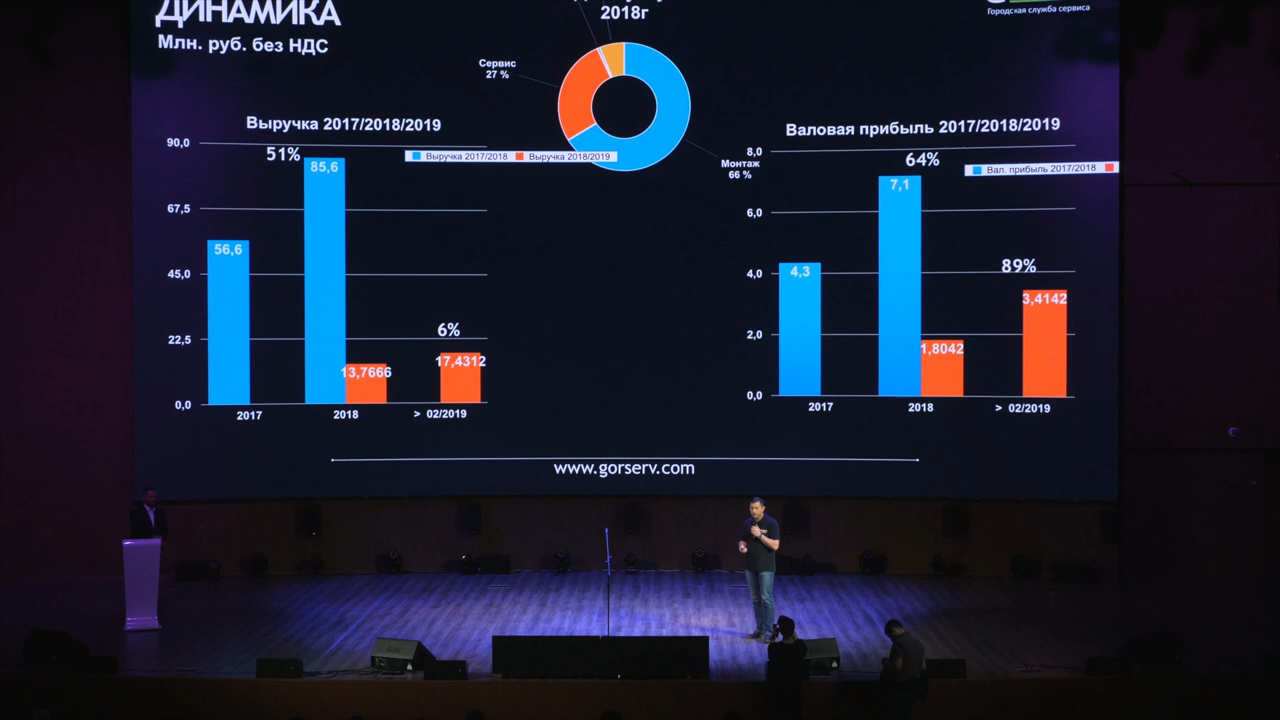 ДИНАМИКА
Млн. руб. без НДС
2018г
Городская служба сервиса
Сервис
27 %
Монтаж
66 %
Выручка 2017/2018/2019
90,0
67,5
45,0
22,5
0,0
51%
Выручка 2017/2018
Выручка 2018/2019
85,6
56,6
6%
13,7666
17,4312
2017
2018
> 02/2019
Валовая прибыль 2017/2018/2019
8,0
6,0
4,0
2,0
0,0
64%
Вал. прибыль 2017/2018
7,1
4,3
89%
1,8042
3,4142
2017
2018
> 02/2019
www.gorserv.com